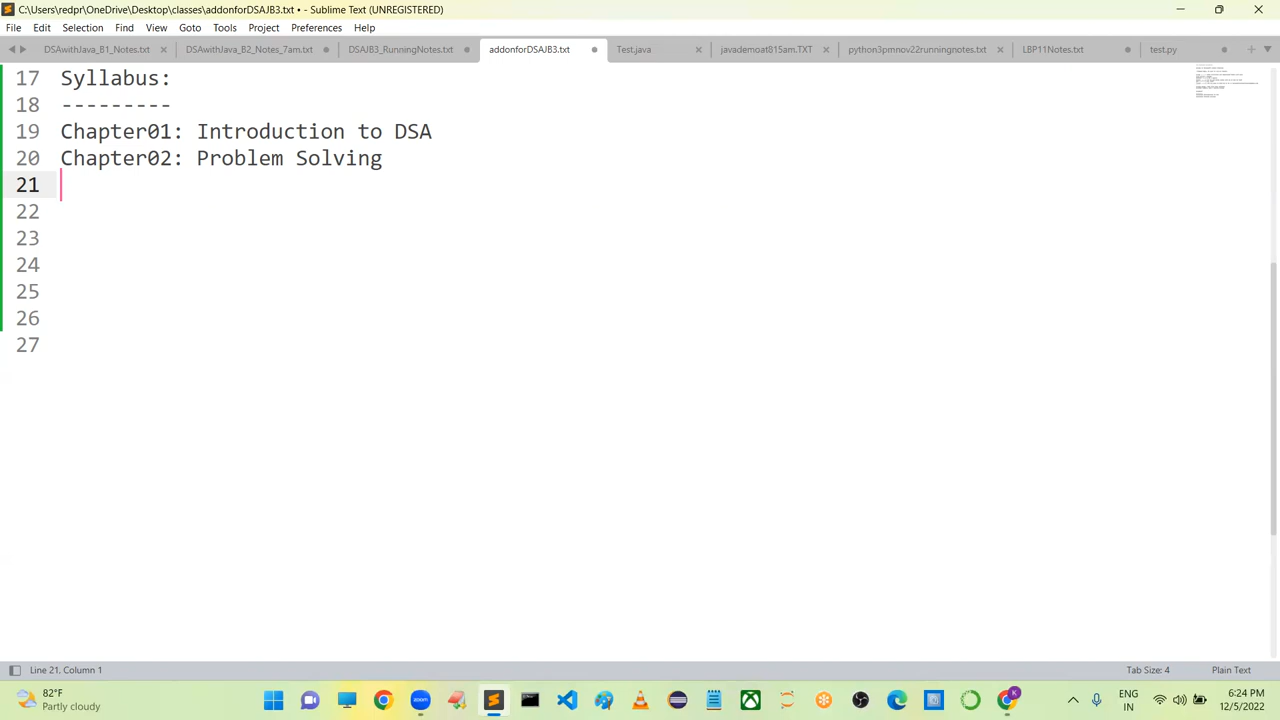 C:\Users\redpr\OneDrive\Desktop\classes\addonforDSAJB3.txt • - Sublime Text (UNREGISTERED)
File Edit Selection Find View Goto Tools Project Preferences Help
DSAwithJava_B1_Notes.txt DSAwithJava_B2_Notes_7am.txt DSAJB3_RunningNotes.txt addonforDSAJB3.txt Test.java javademoat815am.TXT python3pmnov22runningnotes.txt LBP11Notes.txt test.py
17 Syllabus:
18 ---------
19 Chapter01: Introduction to DSA
20 Chapter02: Problem Solving
21
22
23
24
25
26
27
Line 21, Column 1 Tab Size: 4 Plain Text
82°F
Partly cloudy
zoom
K
ENG
IN
6:24 PM
12/5/2022